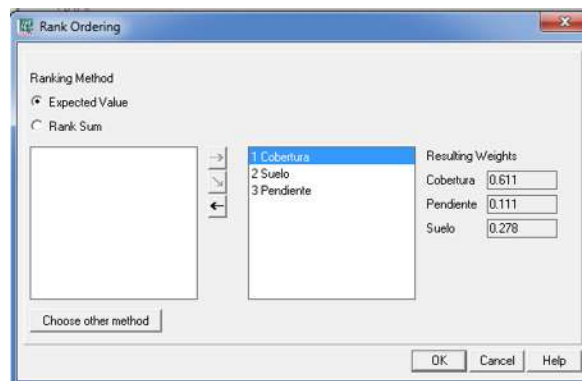 Rank Ordering
Ranking Method
Expected Value
Rank Sum
1 Cobertura
2 Suelo
3 Pendiente
Resulting Weights
Cobertura 0.611
Pendiente 0.111
Suelo 0.278
Choose other method
OK Cancel Help